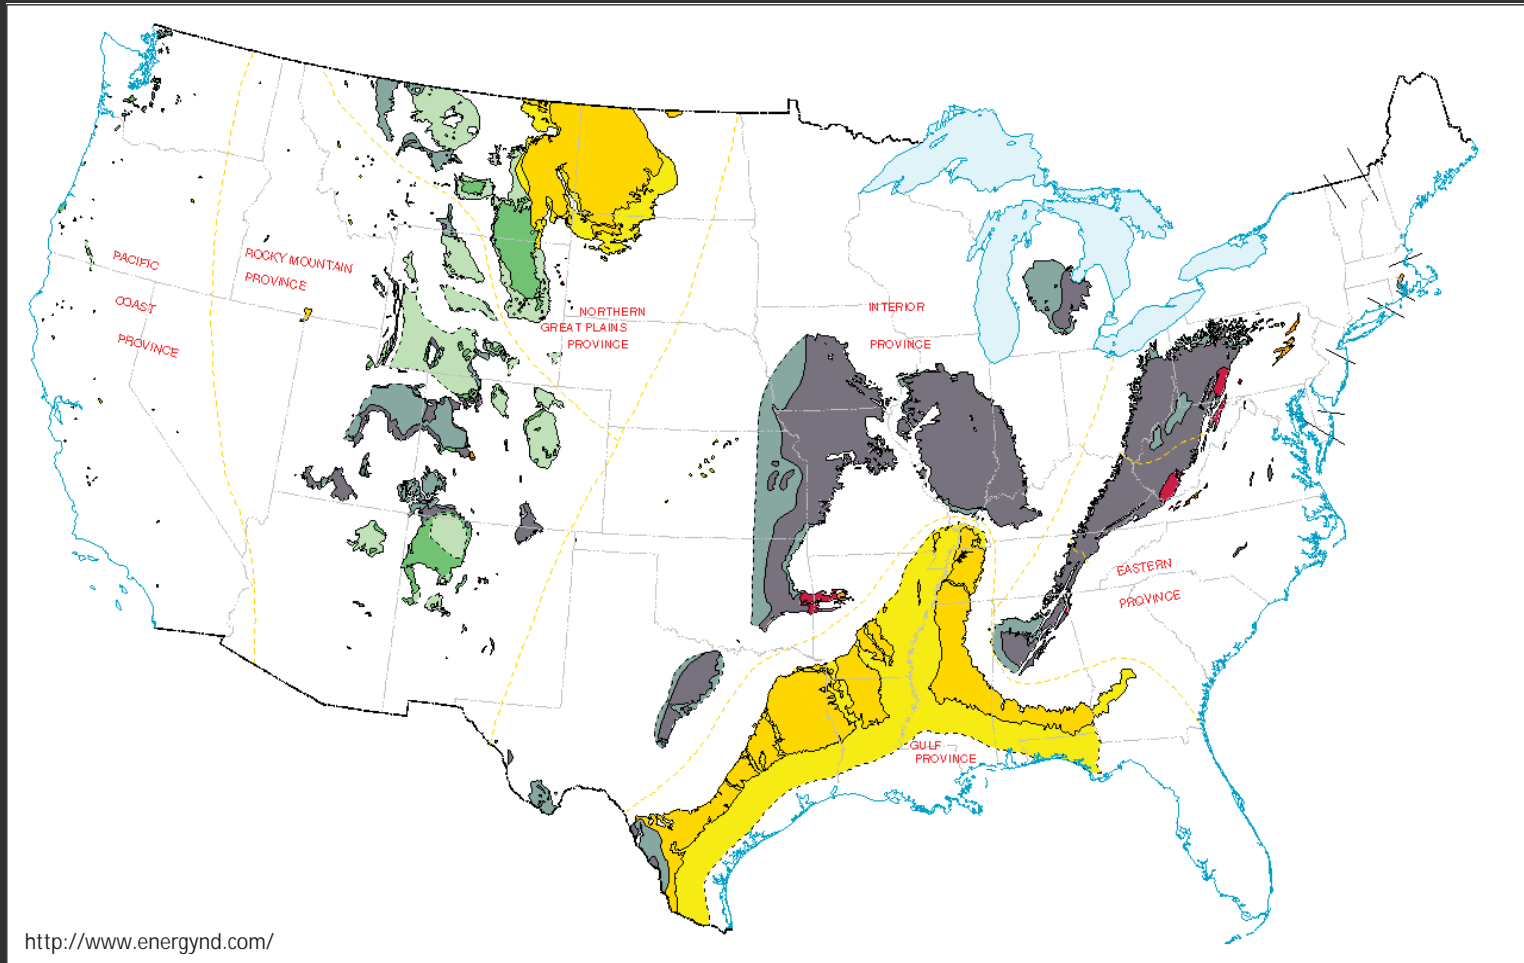 PACIFIC
COAST
PROVINCE
ROCKY MOUNTAIN
PROVINCE
NORTHERN
GREAT PLAINS
PROVINCE
INTERIOR
PROVINCE
EASTERN
PROVINCE
GULF
PROVINCE
http://www.energynd.com/